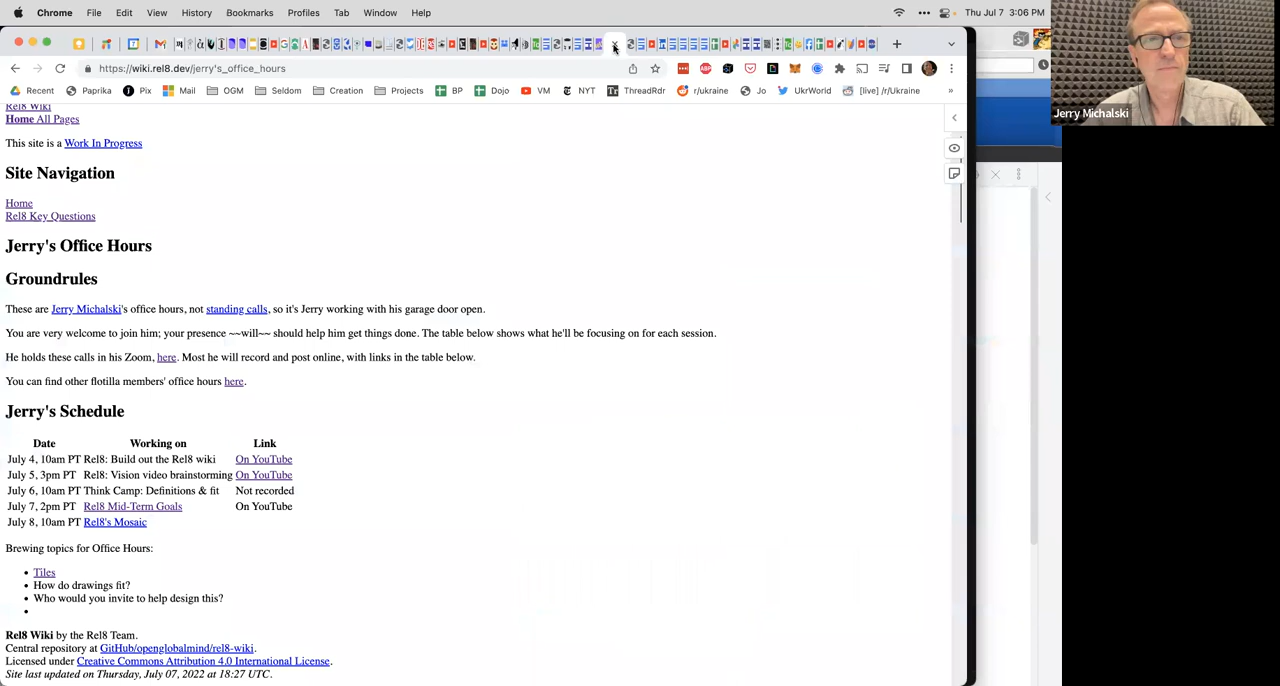 Chrome File Edit View History Bookmarks Profiles Tab Window Help Thu Jul 7 3:06 PM
https://wiki.rel8.dev/jerry's_office_hours
Recent Paprika Pix Mail OGM Seldom Creation Projects BP Dojo VM NYT ThreadRdr r/ukraine Jo UkrWorld [live] /r/Ukraine »
Jerry Michalski
Rel8 Wiki
Home All Pages
This site is a Work In Progress
Site Navigation
Home
Rel8 Key Questions
Jerry's Office Hours
Groundrules
These are Jerry Michalski's office hours, not standing calls, so it's Jerry working with his garage door open.
You are very welcome to join him; your presence ~~will~~ should help him get things done. The table below shows what he'll be focusing on for each session.
He holds these calls in his Zoom, here. Most he will record and post online, with links in the table below.
You can find other flotilla members' office hours here.
Jerry's Schedule
Date Working on Link
July 4, 10am PT Rel8: Build out the Rel8 wiki On YouTube
July 5, 3pm PT Rel8: Vision video brainstorming On YouTube
July 6, 10am PT Think Camp: Definitions & fit Not recorded
July 7, 2pm PT Rel8 Mid-Term Goals On YouTube
July 8, 10am PT Rel8's Mosaic
Brewing topics for Office Hours:
• Tiles
• How do drawings fit?
• Who would you invite to help design this?
•
Rel8 Wiki by the Rel8 Team.
Central repository at GitHub/openglobalmind/rel8-wiki.
Licensed under Creative Commons Attribution 4.0 International License.
Site last updated on Thursday, July 07, 2022 at 18:27 UTC.